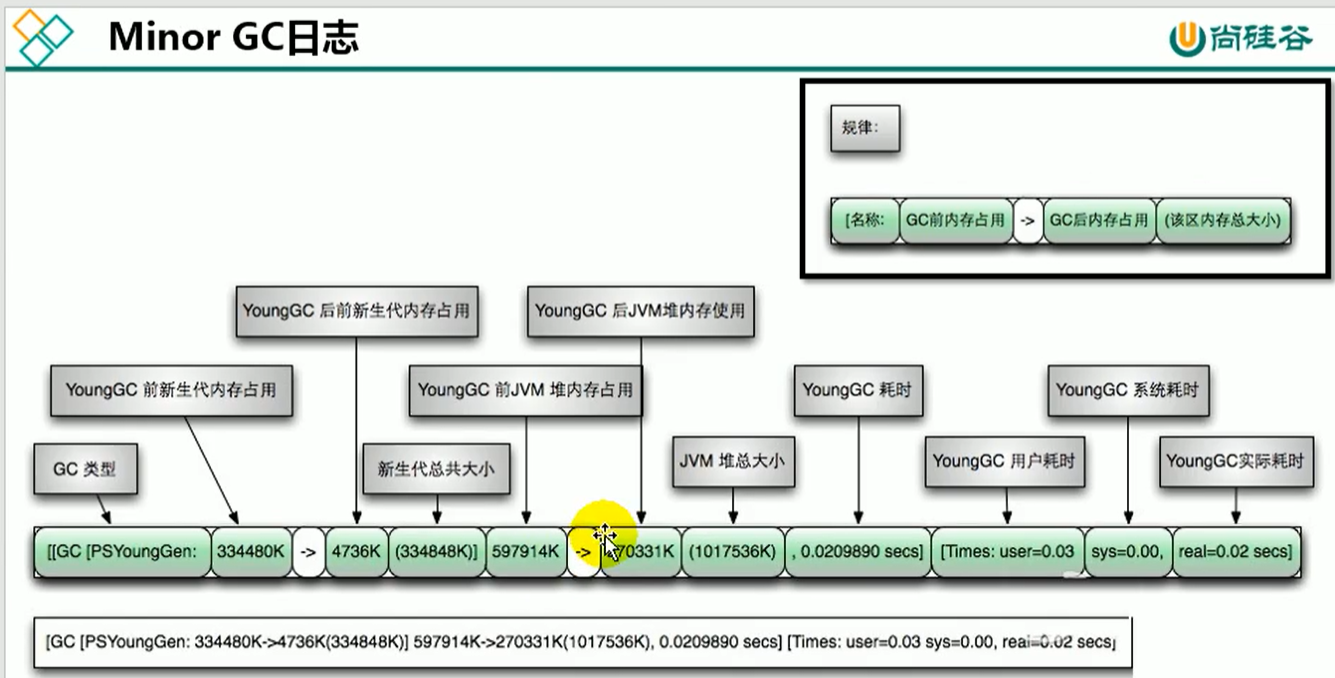 Minor GC日志
尚硅谷
规律:
[名称: GC前内存占用 -> GC后内存占用 (该区内存总大小)
YoungGC 后前新生代内存占用
YoungGC 后JVM堆内存使用
YoungGC 前新生代内存占用
YoungGC 前JVM 堆内存占用
YoungGC 耗时
YoungGC 系统耗时
GC 类型
新生代总共大小
JVM 堆总大小
YoungGC 用户耗时
YoungGC实际耗时
[[GC [PSYoungGen: 334480K -> 4736K (334848K)] 597914K -> 70331K (1017536K) , 0.0209890 secs] [Times: user=0.03 sys=0.00, real=0.02 secs]
[GC [PSYoungGen: 334480K->4736K(334848K)] 597914K->270331K(1017536K), 0.0209890 secs] [Times: user=0.03 sys=0.00, real=0.02 secs]